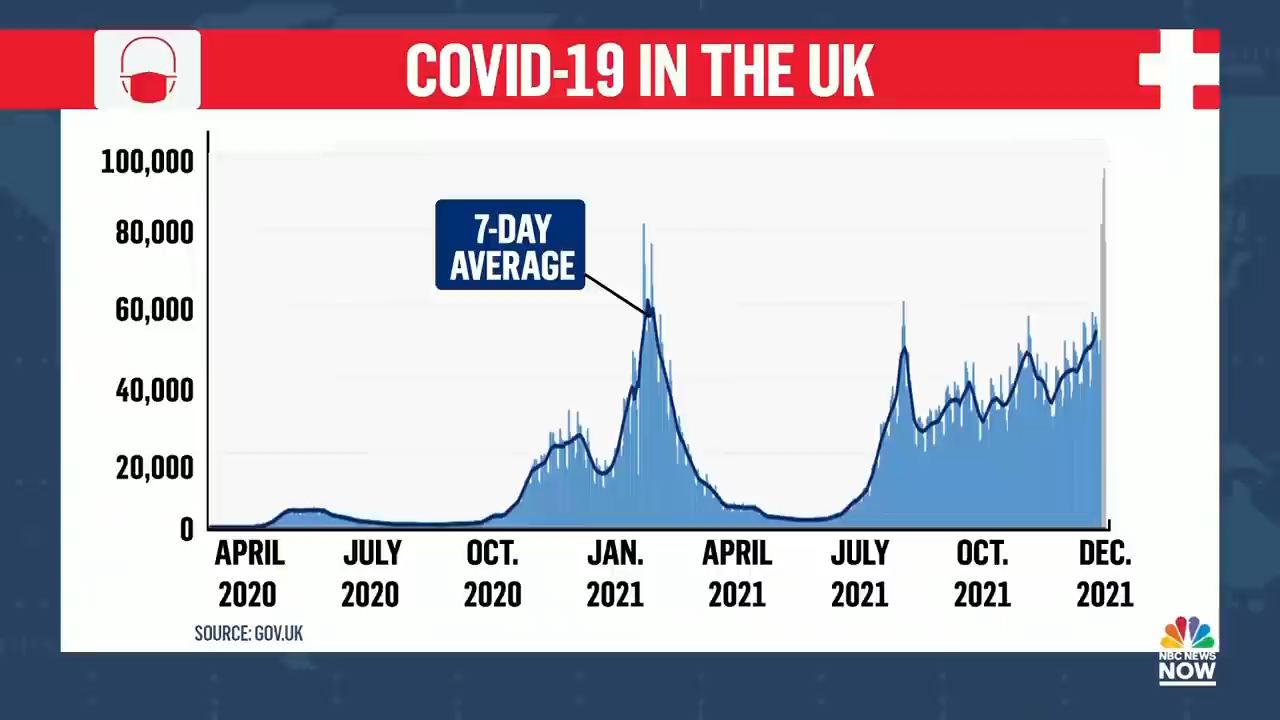 COVID-19 IN THE UK
100,000
80,000
60,000
40,000
20,000
0
7-DAY
AVERAGE
APRIL JULY OCT. JAN. APRIL JULY OCT. DEC.
2020 2020 2020 2021 2021 2021 2021 2021
SOURCE: GOV.UK
NBC NEWS
NOW